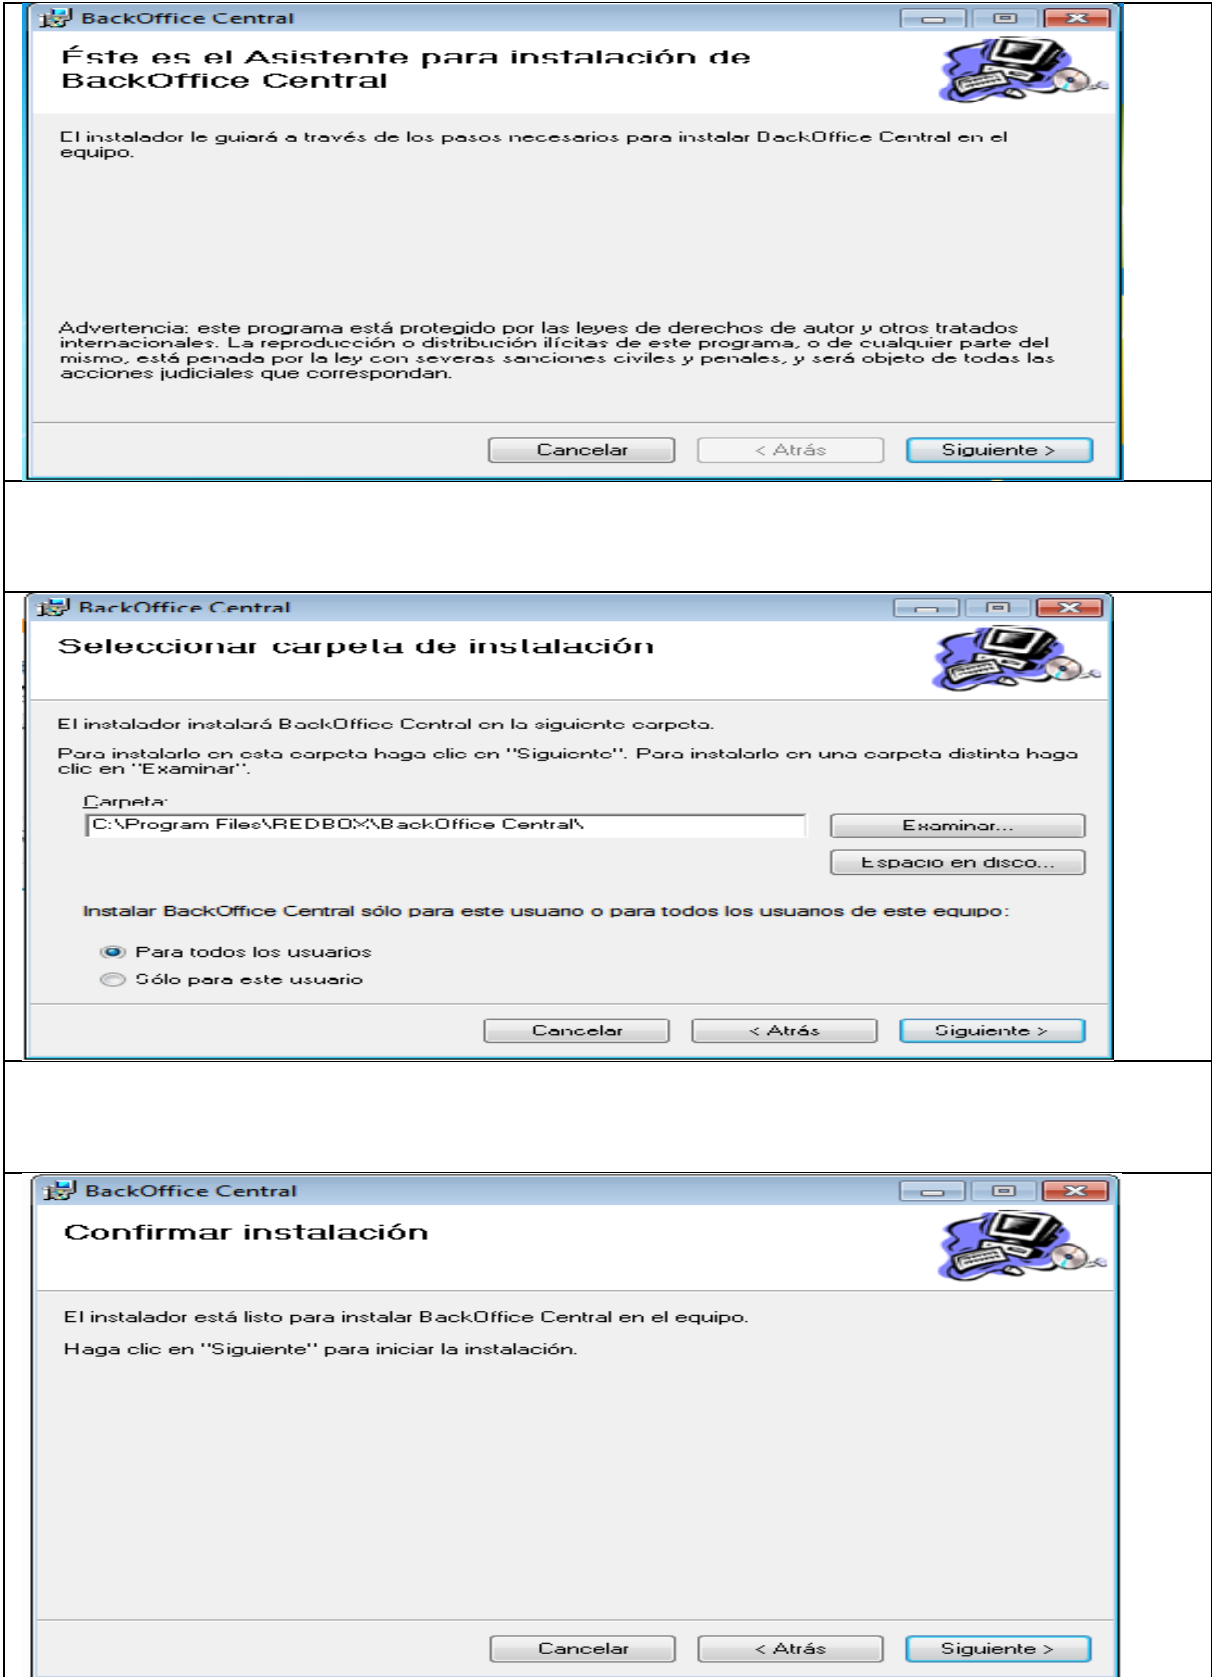 BackOffice Central
Éste es el Asistente para instalación de
BackOffice Central
El instalador le guiará a través de los pasos necesarios para instalar BackOffice Central en el
equipo.
Advertencia: este programa está protegido por las leyes de derechos de autor y otros tratados
internacionales. La reproducción o distribución ilícitas de este programa, o de cualquier parte del
mismo, está penada por la ley con severas sanciones civiles y penales, y será objeto de todas las
acciones judiciales que correspondan.
Cancelar < Atrás Siguiente >
BackOffice Central
Seleccionar carpeta de instalación
El instalador instalará BackOffice Central en la siguiente carpeta.
Para instalarlo en esta carpeta haga clic en "Siguiente". Para instalarlo en una carpeta distinta haga
clic en "Examinar".
Carpeta:
C:\Program Files\REDBOX\BackOffice Central\ Examinar...
Espacio en disco...
Instalar BackOffice Central sólo para este usuario o para todos los usuarios de este equipo:
Para todos los usuarios
Sólo para este usuario
Cancelar < Atrás Siguiente >
BackOffice Central
Confirmar instalación
El instalador está listo para instalar BackOffice Central en el equipo.
Haga clic en "Siguiente" para iniciar la instalación.
Cancelar < Atrás Siguiente >